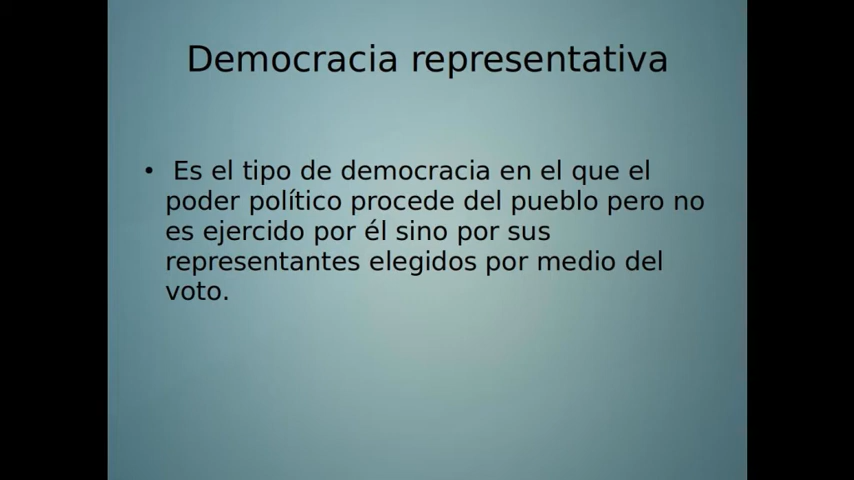 Democracia representativa
• Es el tipo de democracia en el que el
poder político procede del pueblo pero no
es ejercido por él sino por sus
representantes elegidos por medio del
voto.